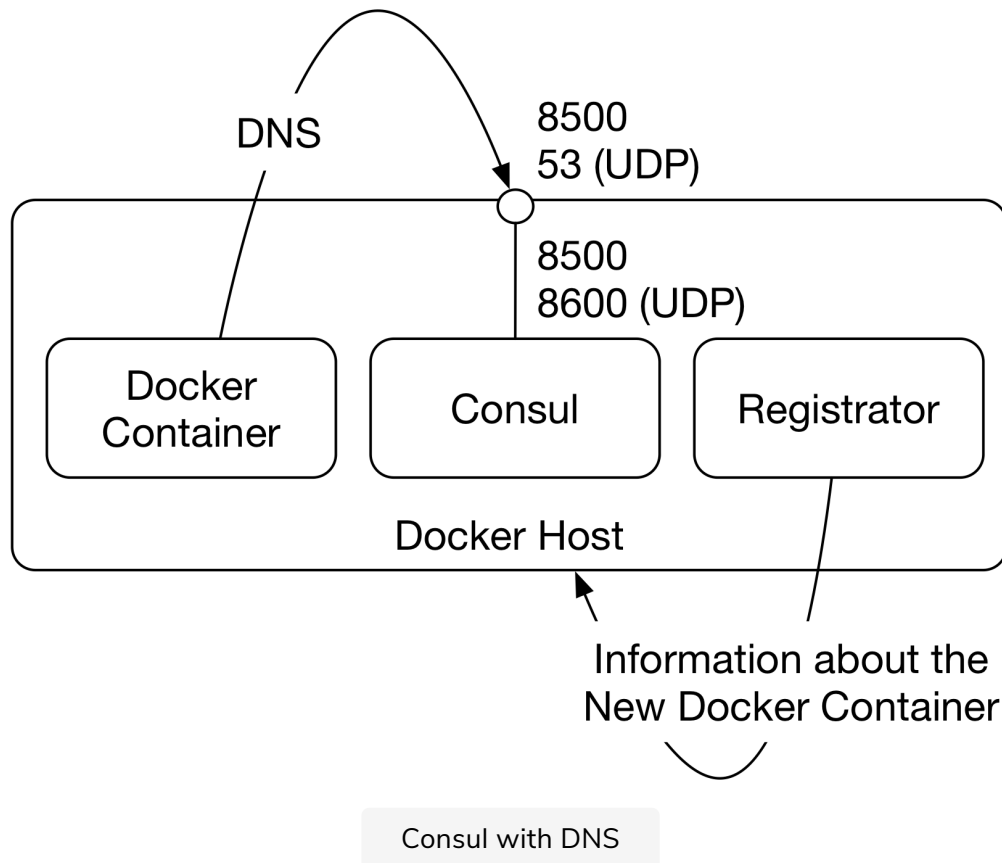 8500
53 (UDP)
DNS
8500
8600 (UDP)
Docker
Container
Consul
Registrator
Docker Host
Information about the
New Docker Container
Consul with DNS